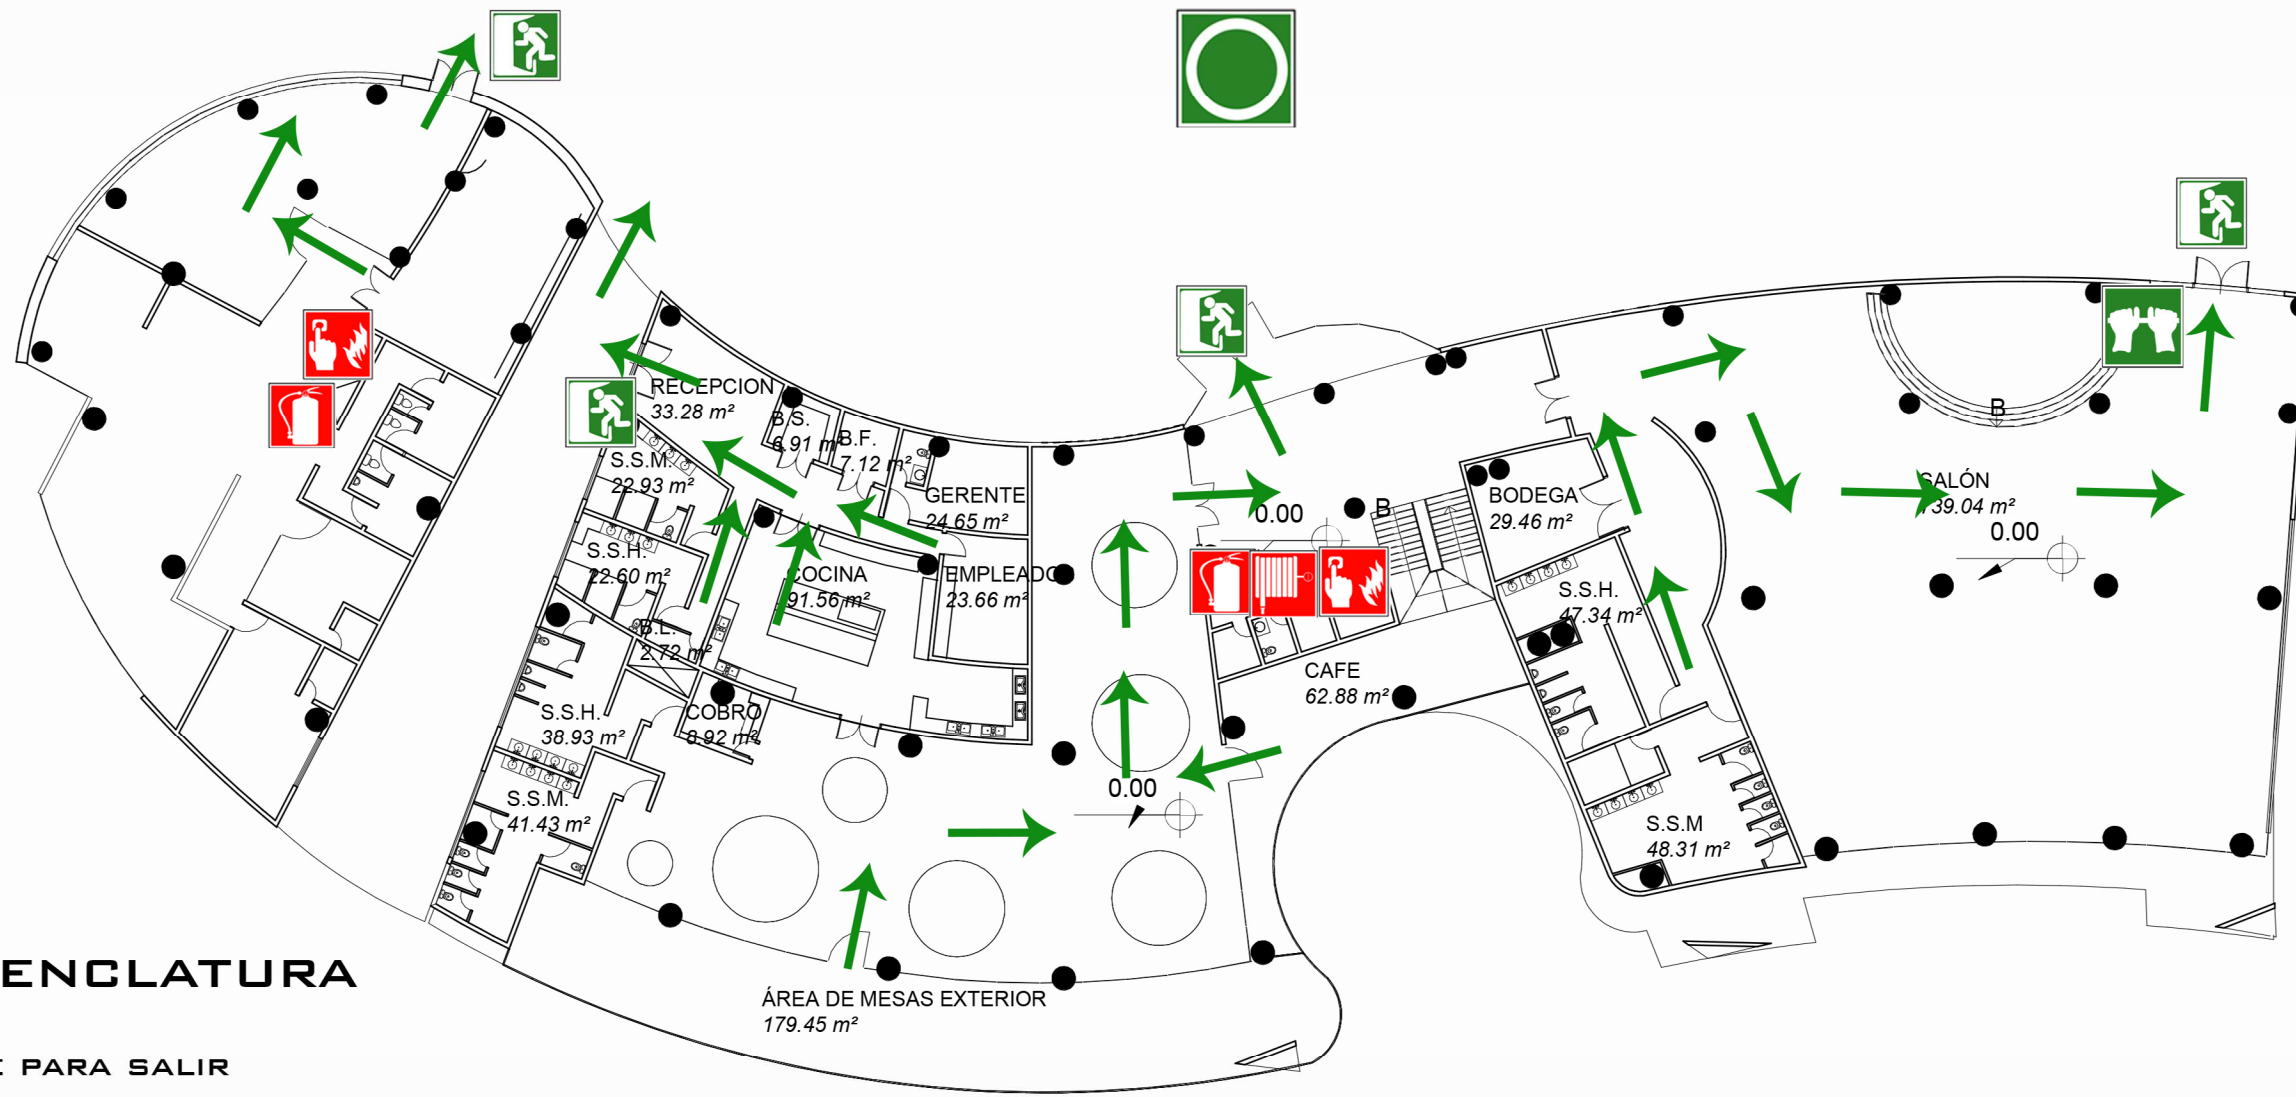 RECEPCION
33.28 m²
B.S.
6.91 m²
B.F.
7.12 m²
S.S.M.
22.93 m²
GERENTE
24.65 m²
S.S.H.
22.60 m²
COCINA
91.56 m²
EMPLEADO
23.66 m²
B.L.
2.72 m²
S.S.H.
38.93 m²
COBRO
8.92 m²
S.S.M.
41.43 m²
0.00
ÁREA DE MESAS EXTERIOR
179.45 m²
0.00
B
BODEGA
29.46 m²
CAFE
62.88 m²
S.S.H.
47.34 m²
S.S.M
48.31 m²
B
SALÓN
739.04 m²
0.00
ENCLATURA
E PARA SALIR